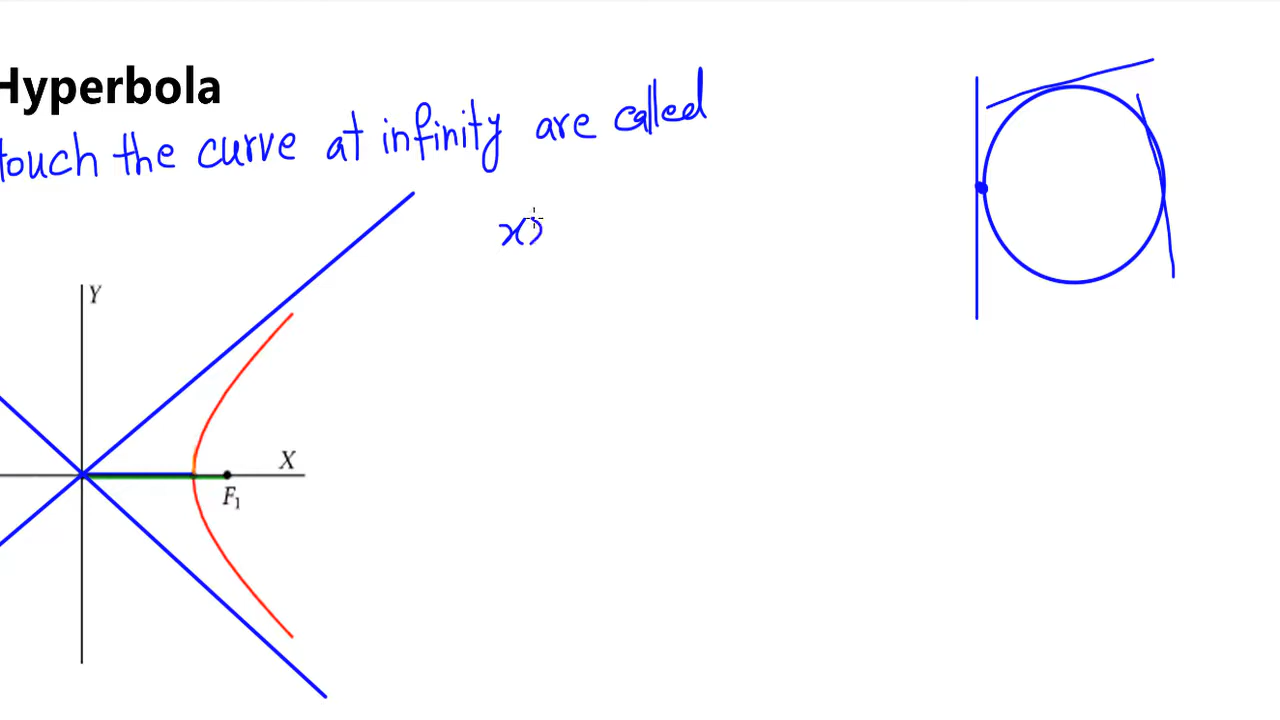 Hyperbola
touch the curve at infinity are called
Y
X
F₁